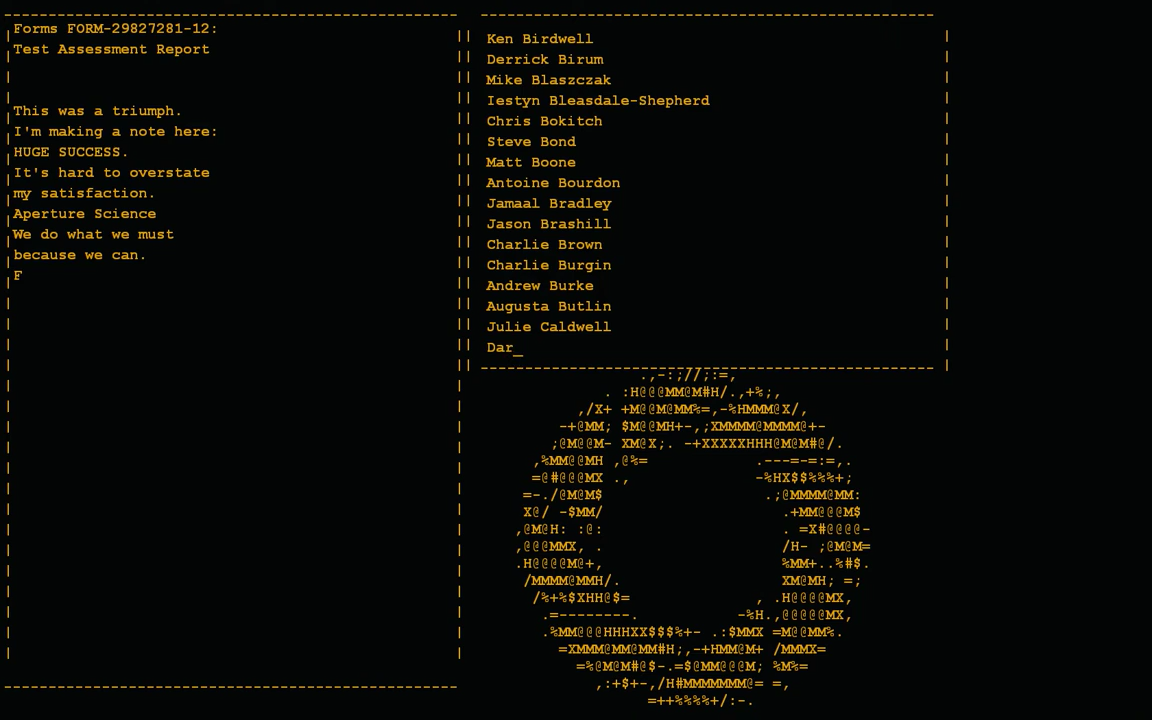 Forms FORM-29827281-12:
Test Assessment Report
This was a triumph.
I'm making a note here:
HUGE SUCCESS.
It's hard to overstate
my satisfaction.
Aperture Science
We do what we must
because we can.
F
Ken Birdwell
Derrick Birum
Mike Blaszczak
Iestyn Bleasdale-Shepherd
Chris Bokitch
Steve Bond
Matt Boone
Antoine Bourdon
Jamaal Bradley
Jason Brashill
Charlie Brown
Charlie Burgin
Andrew Burke
Augusta Butlin
Julie Caldwell
Dar_